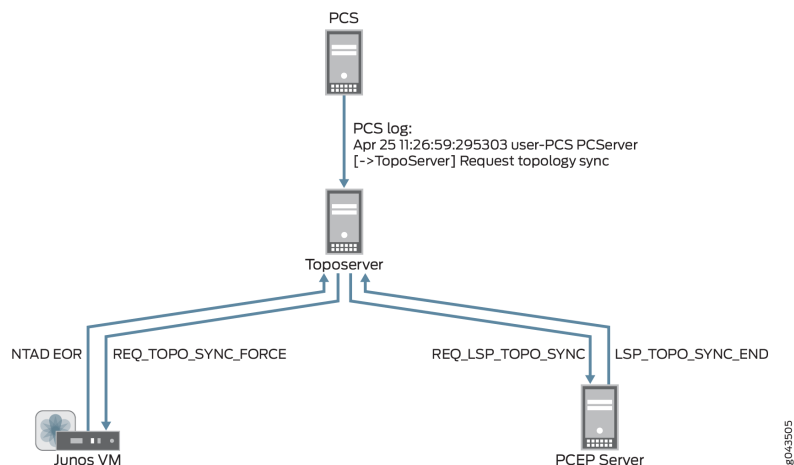 PCS
PCS log:
Apr 25 11:26:59:295303 user-PCS PCServer
[->TopoServer] Request topology sync
Toposerver
NTAD EOR
REQ_TOPO_SYNC_FORCE
REQ_LSP_TOPO_SYNC
LSP_TOPO_SYNC_END
Junos VM
PCEP Server
g043505